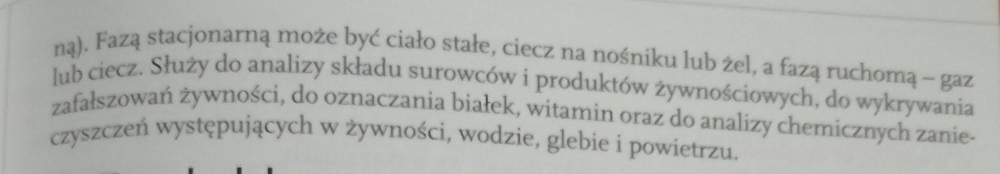 ną). Fazą stacjonarną może być ciało stałe, ciecz na nośniku lub żel, a fazą ruchomą – gaz
lub ciecz. Służy do analizy składu surowców i produktów żywnościowych, do wykrywania
zafałszowań żywności, do oznaczania białek, witamin oraz do analizy chemicznych zanie-
czyszczeń występujących w żywności, wodzie, glebie i powietrzu.